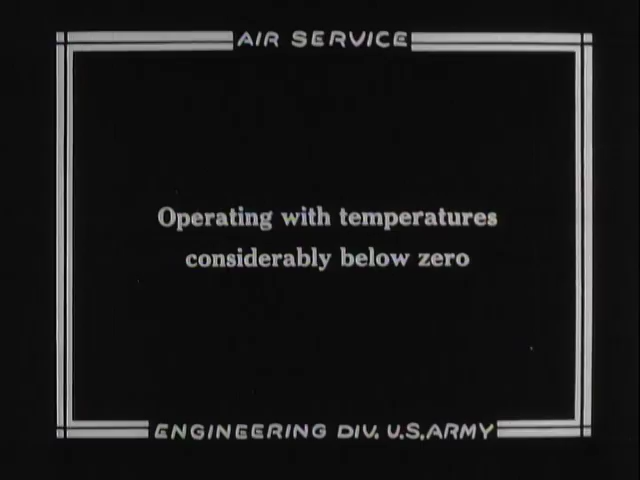 AIR SERVICE
Operating with temperatures
considerably below zero
ENGINEERING DIV. U.S. ARMY